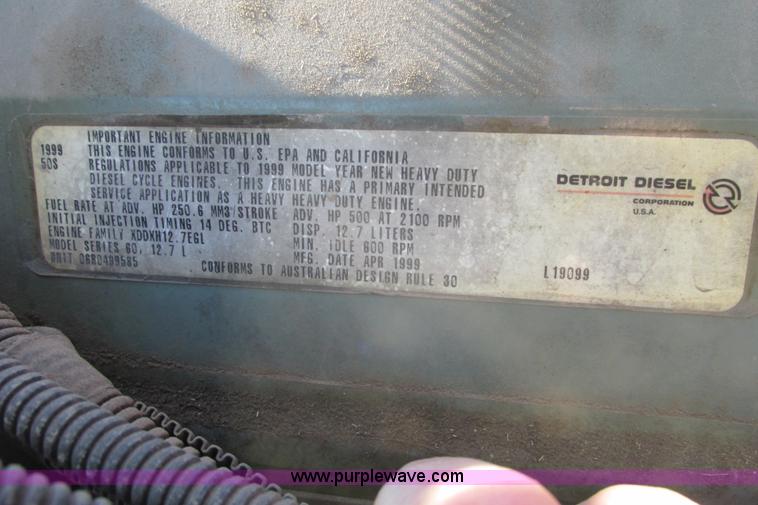 IMPORTANT ENGINE INFORMATION
1999 THIS ENGINE CONFORMS TO U.S. EPA AND CALIFORNIA
50S REGULATIONS APPLICABLE TO 1999 MODEL YEAR NEW HEAVY DUTY
DIESEL CYCLE ENGINES. THIS ENGINE HAS A PRIMARY INTENDED
SERVICE APPLICATION AS A HEAVY HEAVY DUTY ENGINE.
FUEL RATE AT ADV. HP 250.6 MM3/STROKE ADV. HP 500 AT 2100 RPM
INITIAL INJECTION TIMING 14 DEG. BTC DISP. 12.7 LITERS
ENGINE FAMILY XDDXH12.7EGL MIN. IDLE 600 RPM
MODEL SERIES 60, 12.7 L MFG. DATE APR 1999
UNIT 06R0499585 CONFORMS TO AUSTRALIAN DESIGN RULE 30
L19099
DETROIT DIESEL
CORPORATION
U.S.A.
www.purplewave.com